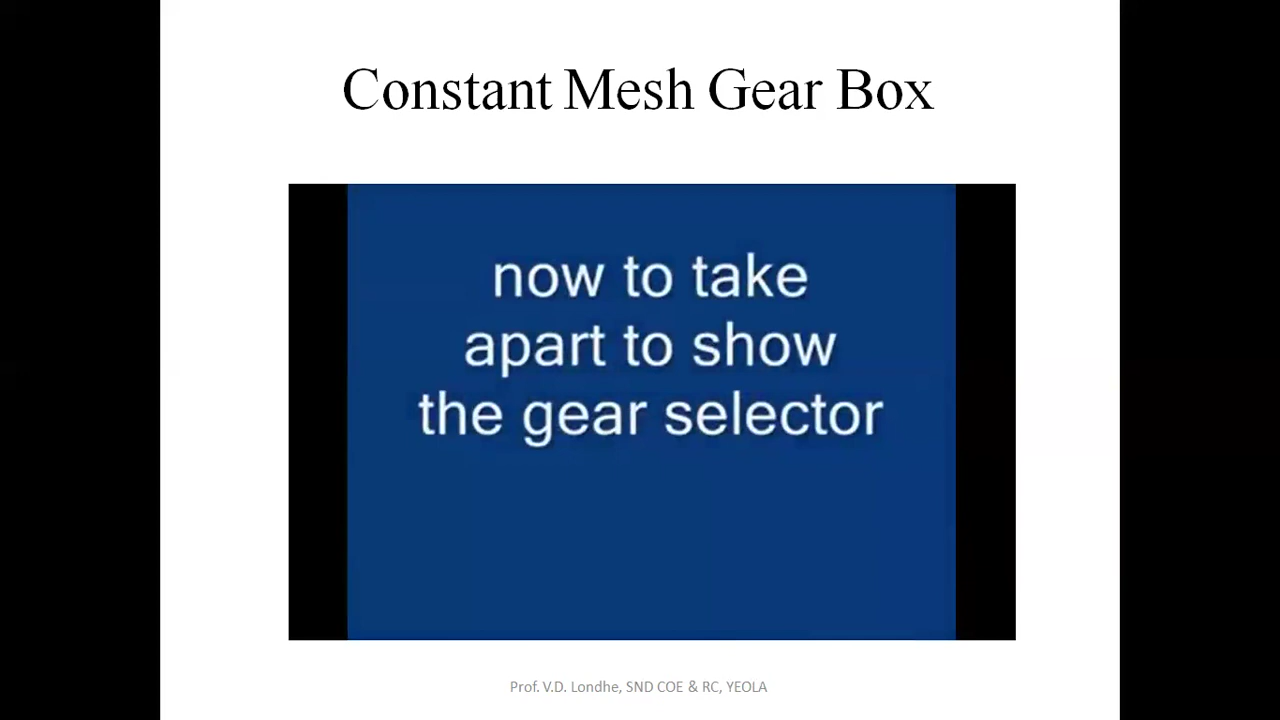 Constant Mesh Gear Box
now to take
apart to show
the gear selector
Prof. V.D. Londhe, SND COE & RC, YEOLA